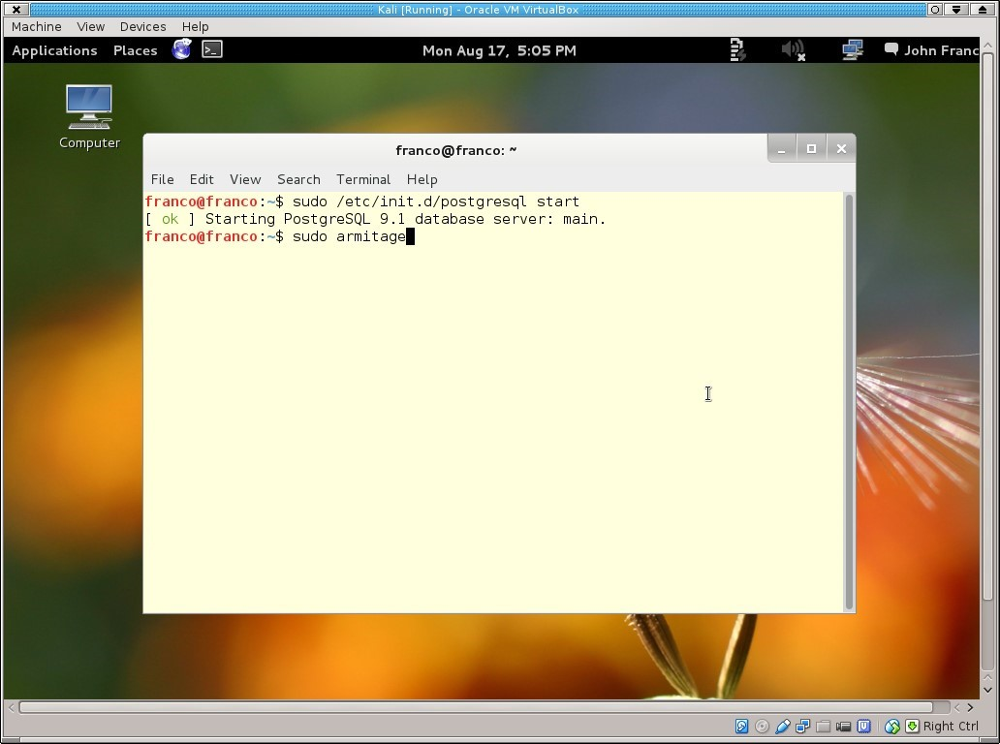 Kali [Running] - Oracle VM VirtualBox
Machine View Devices Help
Applications Places Mon Aug 17, 5:05 PM John Franc
Computer
franco@franco: ~
File Edit View Search Terminal Help
franco@franco:~$ sudo /etc/init.d/postgresql start
[ ok ] Starting PostgreSQL 9.1 database server: main.
franco@franco:~$ sudo armitage
Right Ctrl